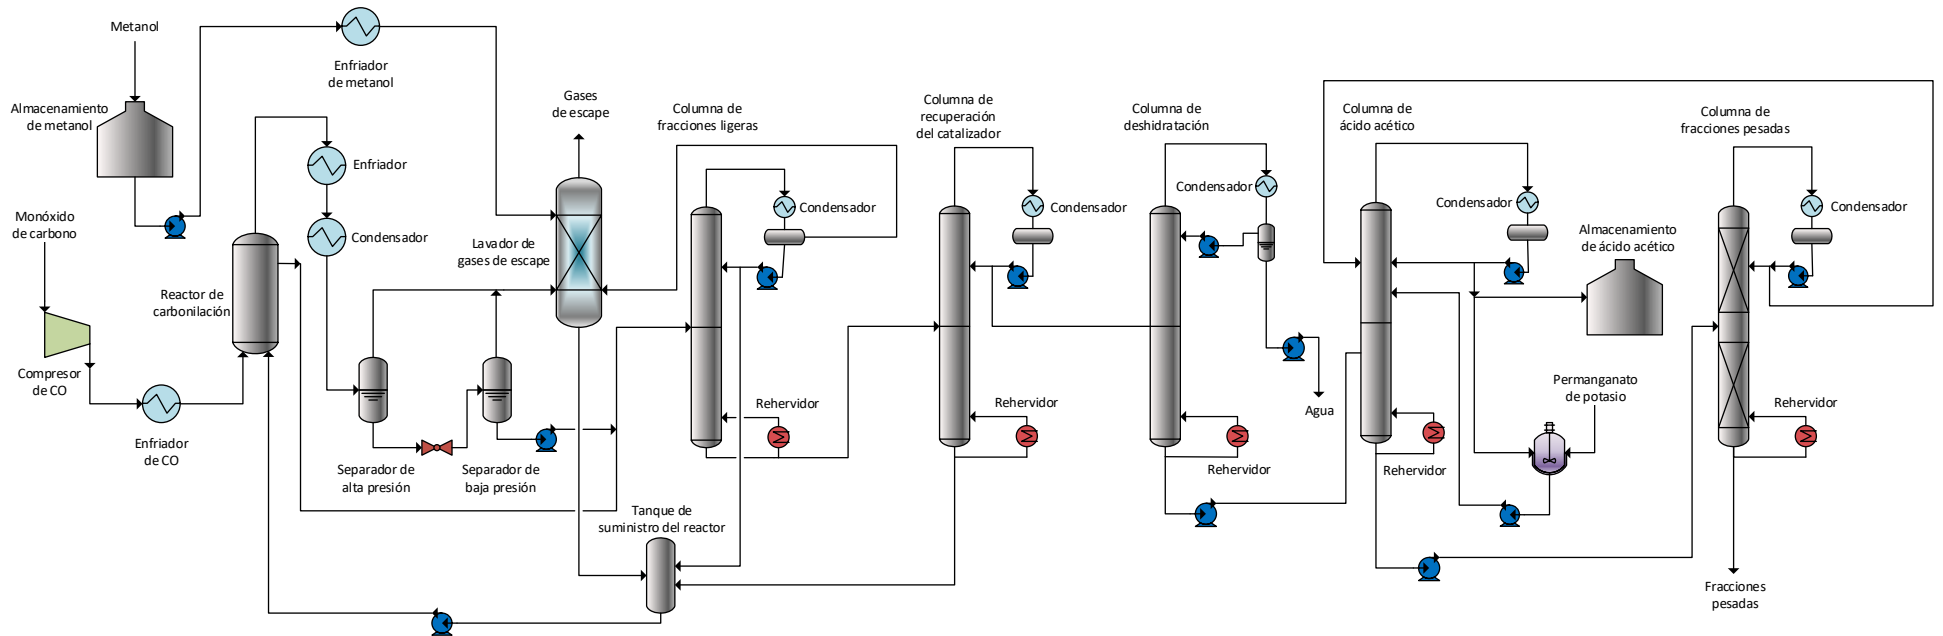 Metanol
Enfriador
de metanol
Almacenamiento
de metanol
Gases
de escape
Columna de
fracciones ligeras
Columna de
recuperación
del catalizador
Columna de
deshidratación
Columna de
ácido acético
Columna de
fracciones pesadas
Enfriador
Condensador
Condensador
Condensador
Condensador
Condensador
Condensador
Monóxido
de carbono
Lavador de
gases de escape
Almacenamiento
de ácido acético
Reactor de
carbonilación
Compresor
de CO
Enfriador
de CO
Separador de
alta presión
Separador de
baja presión
Rehervidor
Rehervidor
Rehervidor
Rehervidor
Rehervidor
Agua
Permanganato
de potasio
Tanque de
suministro del reactor
Fracciones
pesadas